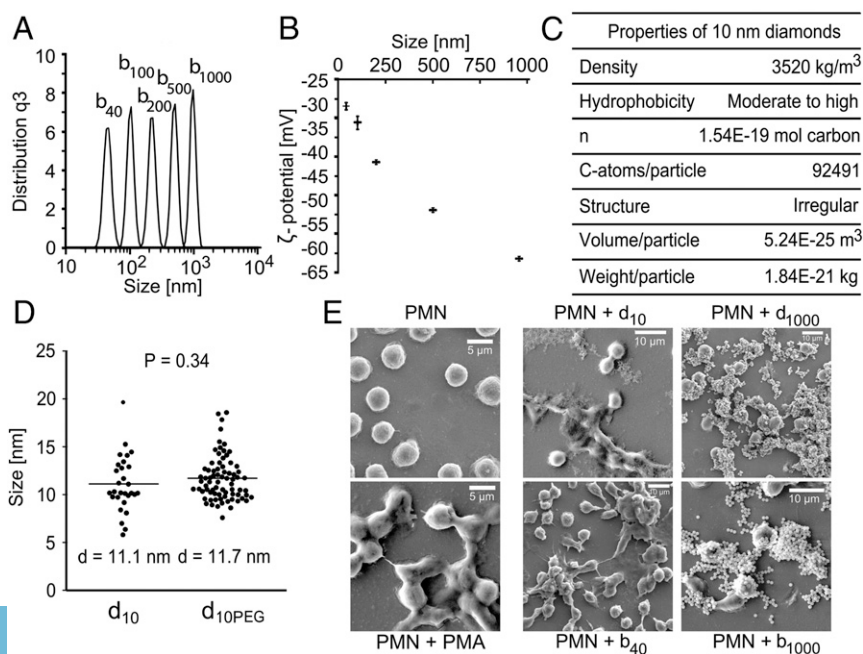 A
Distribution q3
10
8
6
4
2
0
b40
b100
b200
b500
b1000
10
10²
10³
10⁴
Size [nm]
B
Size [nm]
0
250
500
1000
-25
-30
-35
-40
-45
-50
-55
-60
-65
ζ- potential [mV]
C
Properties of 10 nm diamonds
Density 3520 kg/m³
Hydrophobicity Moderate to high
n 1.54E-19 mol carbon
C-atoms/particle 92491
Structure Irregular
Volume/particle 5.24E-25 m³
Weight/particle 1.84E-21 kg
D
Size [nm]
25
20
15
10
5
0
P = 0.34
d = 11.1 nm d = 11.7 nm
d10 d10PEG
E
PMN
5 µm
PMN + d10
10 µm
PMN + d1000
10 µm
5 µm
PMN + PMA
10 µm
PMN + b40
10 µm
PMN + b1000